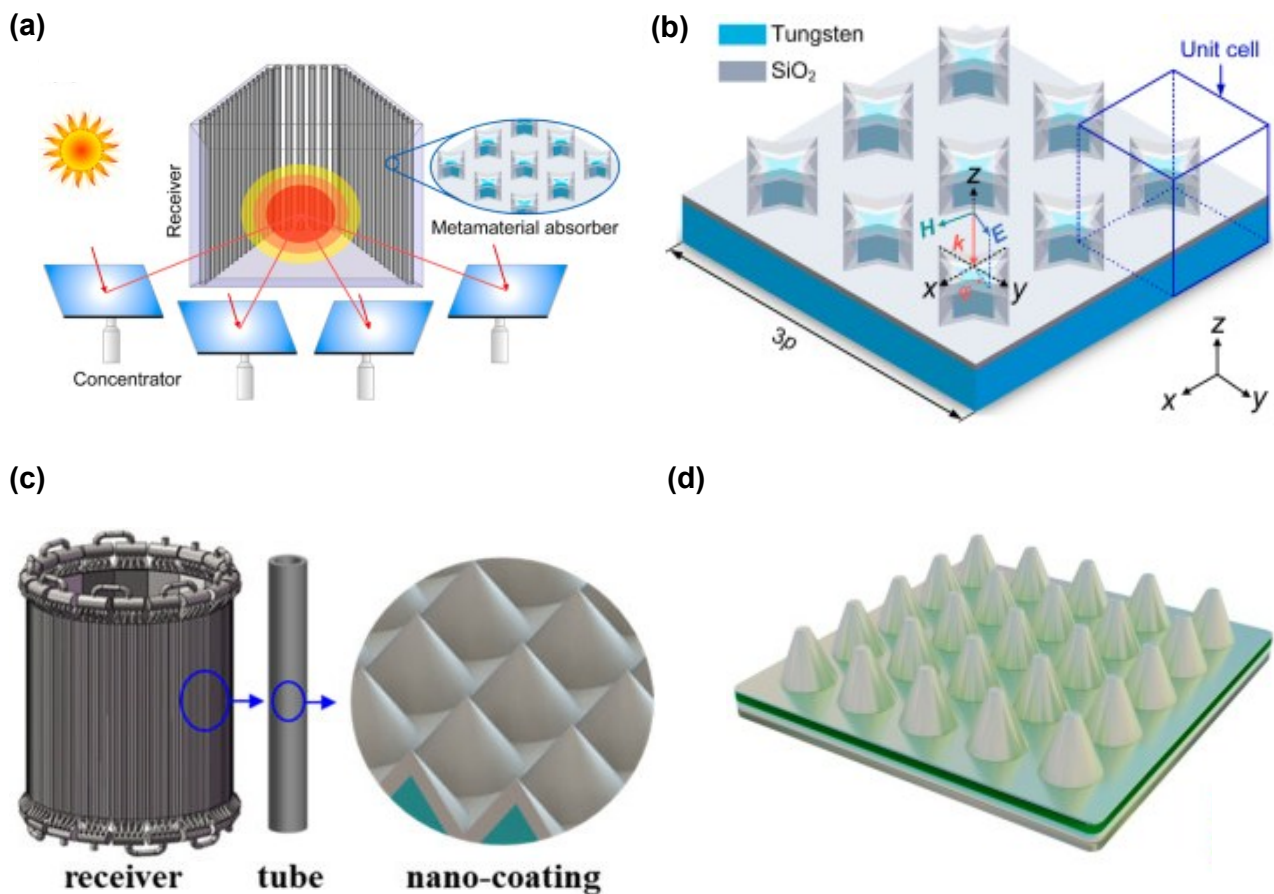 (a)
Receiver
Metamaterial absorber
Concentrator
(b)
Tungsten
SiO₂
Unit cell
z
H
E
k
x
φ
y
3p
z
x
y
(c)
receiver
tube
nano-coating
(d)